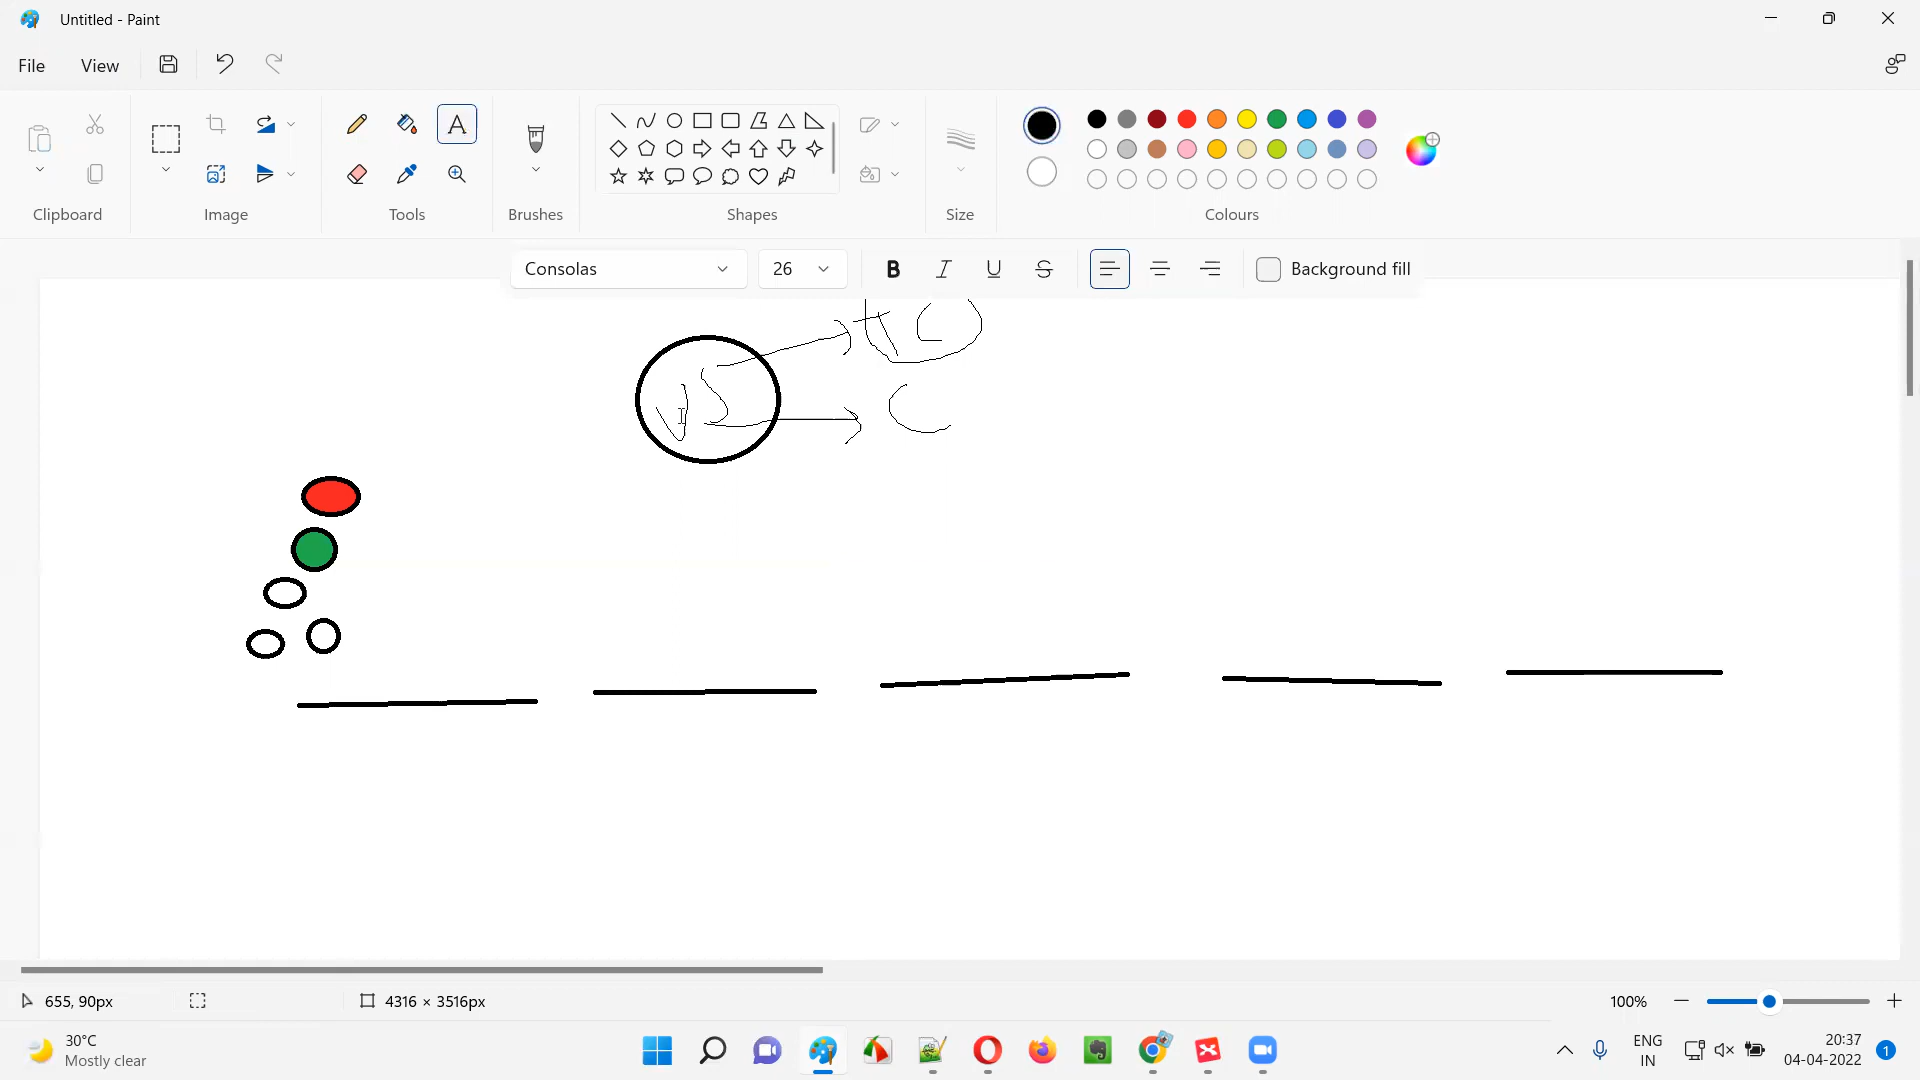 Untitled - Paint
File View
Clipboard Image Tools Brushes Shapes Size Colours
Consolas 26 B I U S Background fill
VS
C
655, 90px 4316 × 3516px 100%
30°C
Mostly clear
ENG
IN
20:37
04-04-2022
1